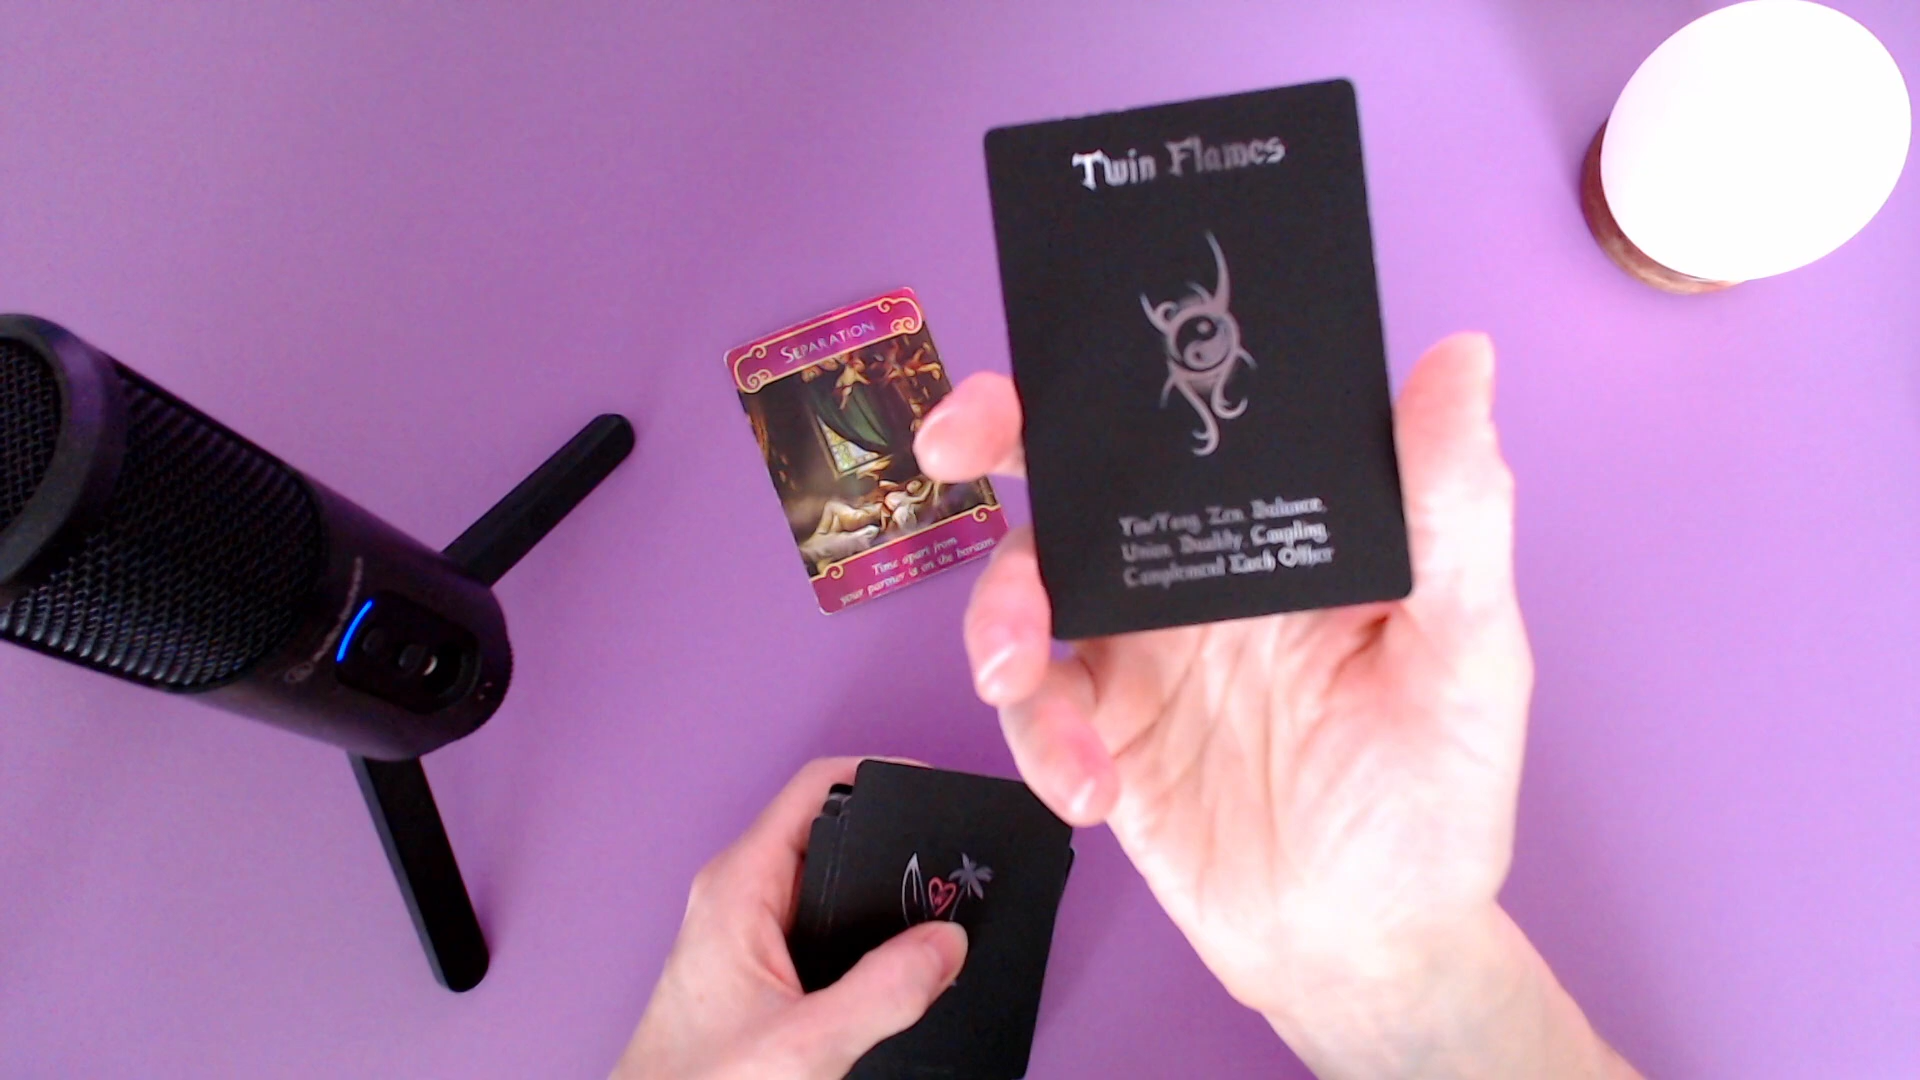 Twin Flames
Yin/Yang, Zen, Balance,
Union, Duality, Coupling,
Complement Each Other
SEPARATION
Time apart from
your partner is on the horizon.